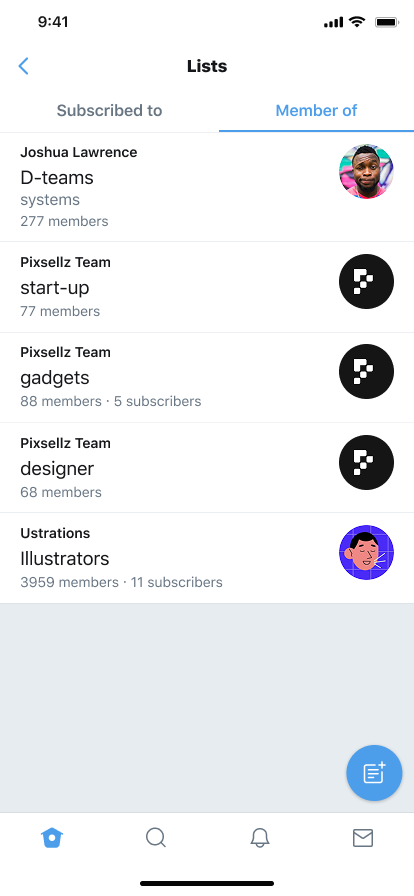 9:41
Lists
Subscribed to
Member of
Joshua Lawrence
D-teams
systems
277 members
Pixsellz Team
start-up
77 members
Pixsellz Team
gadgets
88 members · 5 subscribers
Pixsellz Team
designer
68 members
Ustrations
Illustrators
3959 members · 11 subscribers